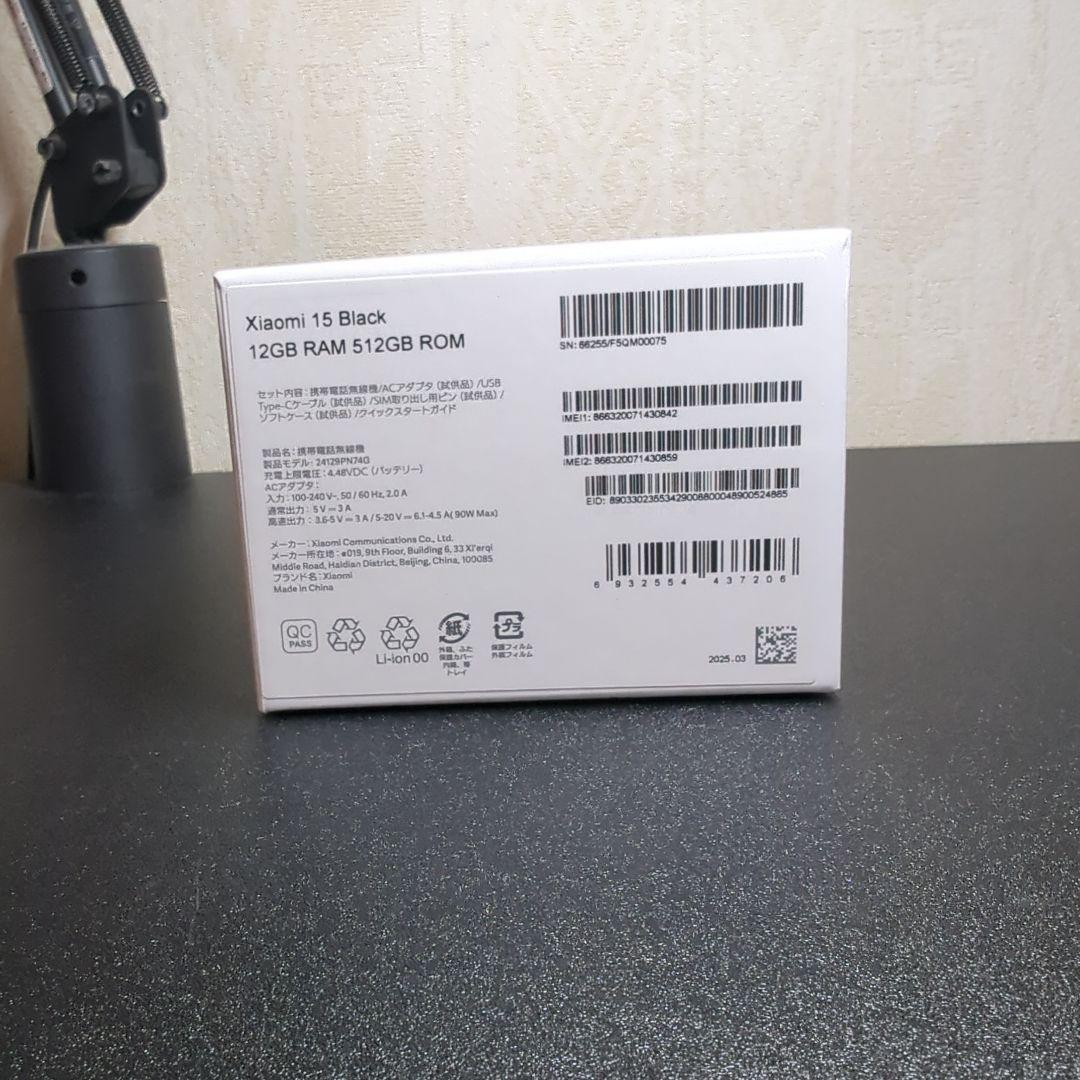 Xiaomi 15 Black
12GB RAM 512GB ROM
セット内容：携帯電話無線機/ACアダプタ（試供品）/USB
Type-Cケーブル（試供品）/SIM取り出し用ピン（試供品）/
ソフトケース（試供品）/クイックスタートガイド
製品名：携帯電話無線機
製品モデル：24129PN74G
充電上限電圧：4.48VDC（バッテリー）
ACアダプタ：
入力：100-240 V~, 50 / 60 Hz, 2.0 A
通常出力：5 V⎓3 A
高速出力：3.6-5 V⎓3 A / 5-20 V⎓6.1-4.5 A( 90W Max)
メーカー：Xiaomi Communications Co., Ltd.
メーカー所在地：#019, 9th Floor, Building 6, 33 Xi'erqi
Middle Road, Haidian District, Beijing, China, 100085
ブランド名：Xiaomi
Made in China
QC
PASS
Li-ion 00
紙
外箱、ふた
保護カバー
内箱、等
トレイ
プラ
保護フィルム
外装フィルム
SN: 66255/F5QM00075
IMEI1: 866320071430842
IMEI2: 866320071430859
EID: 89033023553429008800048900524885
6 932554 437206
2025.03